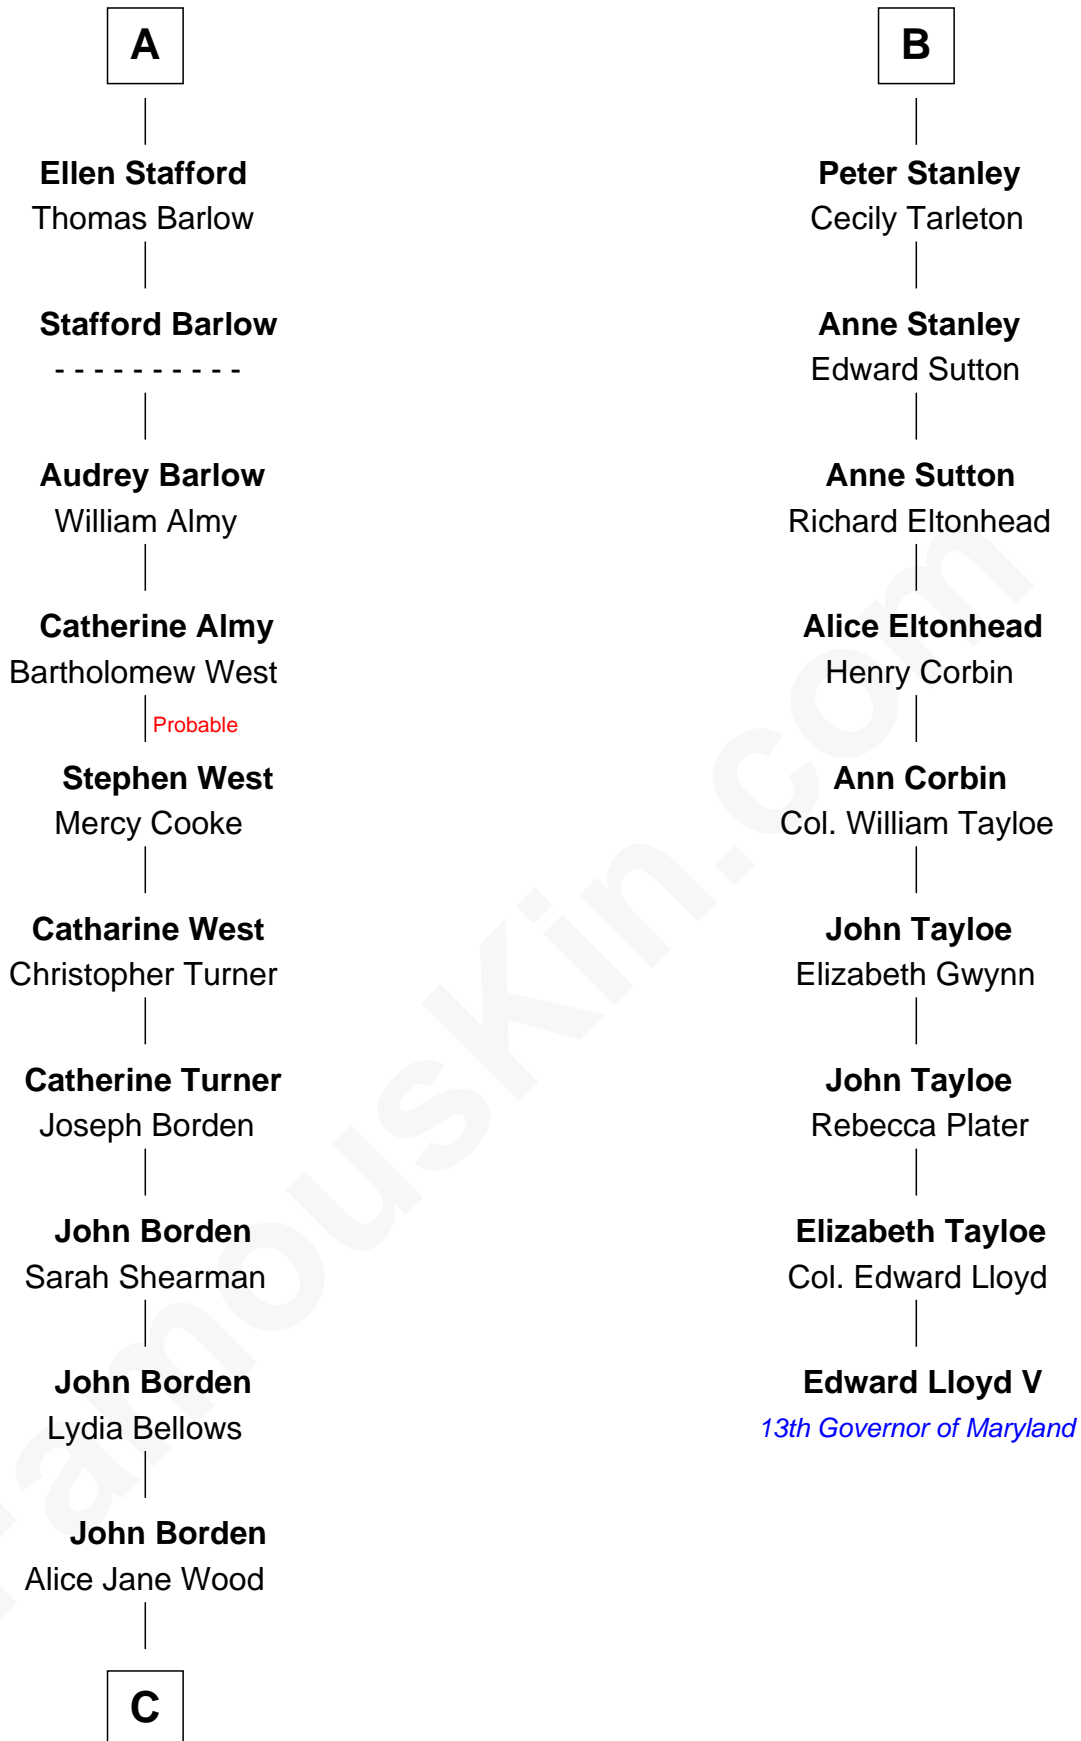 A
Ellen Stafford
Thomas Barlow
Stafford Barlow
- - - - - - - - - -
Audrey Barlow
William Almy
Catherine Almy
Bartholomew West
Probable
Stephen West
Mercy Cooke
Catharine West
Christopher Turner
Catherine Turner
Joseph Borden
John Borden
Sarah Shearman
John Borden
Lydia Bellows
John Borden
Alice Jane Wood
C
B
Peter Stanley
Cecily Tarleton
Anne Stanley
Edward Sutton
Anne Sutton
Richard Eltonhead
Alice Eltonhead
Henry Corbin
Ann Corbin
Col. William Tayloe
John Tayloe
Elizabeth Gwynn
John Tayloe
Rebecca Plater
Elizabeth Tayloe
Col. Edward Lloyd
Edward Lloyd V
13th Governor of Maryland
FamousKin.com